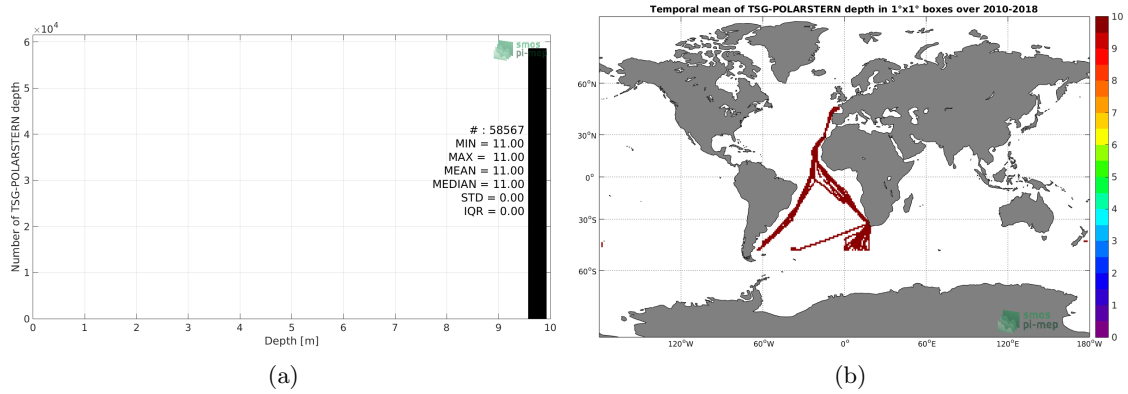 ×10⁴
6
5
4
3
2
1
0
Number of TSG-POLARSTERN depth
smos
pi-mep
# : 58567
MIN = 11.00
MAX = 11.00
MEAN = 11.00
MEDIAN = 11.00
STD = 0.00
IQR = 0.00
0 1 2 3 4 5 6 7 8 9 10
Depth [m]
(a)
Temporal mean of TSG-POLARSTERN depth in 1°x1° boxes over 2010-2018
60°N
30°N
0°
30°S
60°S
120°W 60°W 0° 60°E 120°E 180°W
smos
pi-mep
10
9
8
7
6
5
4
3
2
1
0
(b)